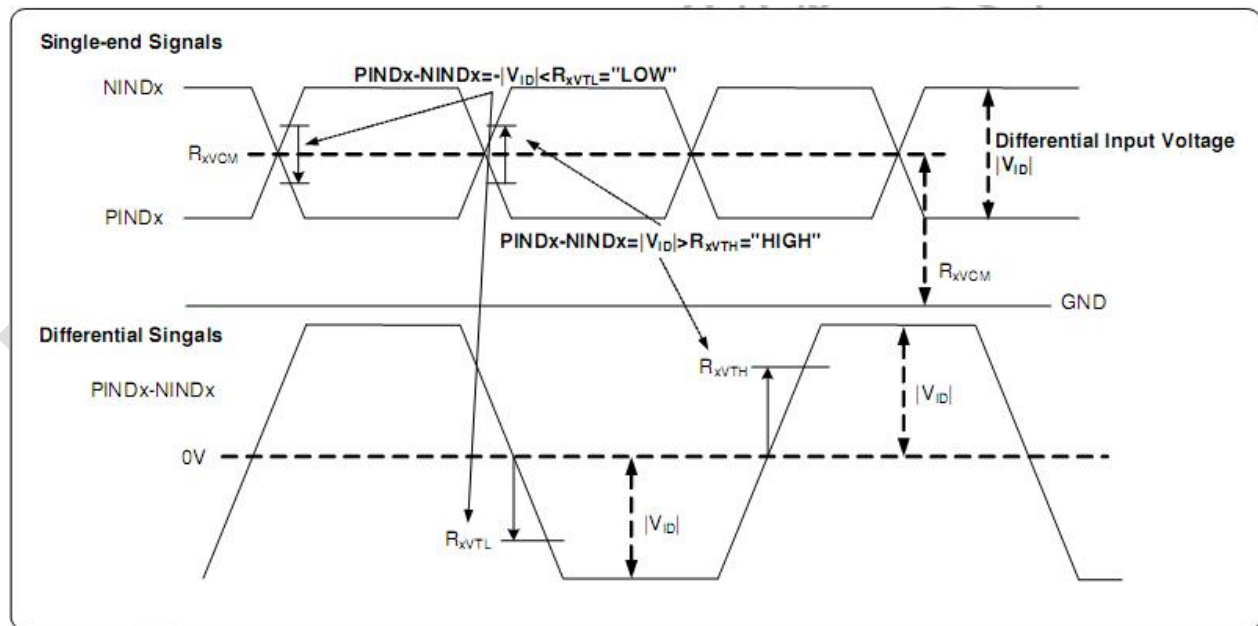 Single-end Signals
PINDx-NINDx=-|VID|<RxVTL="LOW"
NINDx
Differential Input Voltage
|VID|
RxVCM
PINDx
PINDx-NINDx=|VID|>RxVTH="HIGH"
RxVCM
GND
Differential Singals
RxVTH
PINDx-NINDx
|VID|
0V
RxVTL
|VID|